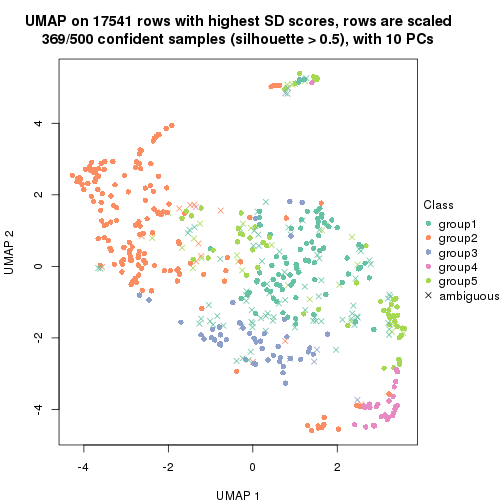 UMAP on 17541 rows with highest SD scores, rows are scaled
369/500 confident samples (silhouette > 0.5), with 10 PCs
UMAP 2
4
2
0
-2
-4
-4
-2
0
2
UMAP 1
Class
group1
group2
group3
group4
group5
ambiguous